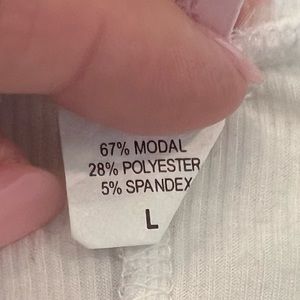 67% MODAL
28% POLYESTER
5% SPANDEX
L